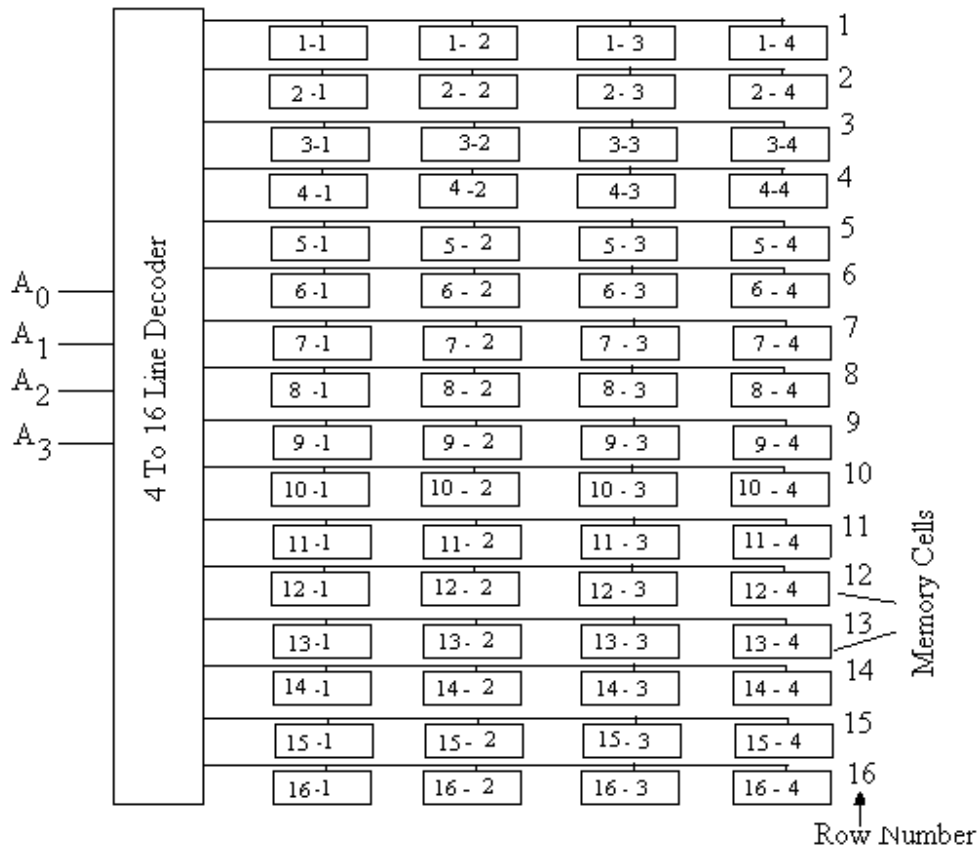 1-1 1- 2 1- 3 1- 4 1
2 -1 2 - 2 2 - 3 2 - 4 2
3-1 3-2 3-3 3-4 3
4 -1 4 -2 4-3 4-4 4
5 -1 5 - 2 5 - 3 5 - 4 5
6 -1 6 - 2 6 - 3 6 - 4 6
7 -1 7 - 2 7 - 3 7 - 4 7
8 -1 8 - 2 8 - 3 8 - 4 8
9 -1 9 - 2 9 - 3 9 - 4 9
10 -1 10 - 2 10 - 3 10 - 4 10
11 -1 11- 2 11 - 3 11 - 4 11
12 -1 12 - 2 12 - 3 12 - 4 12
13 -1 13 - 2 13 - 3 13 - 4 13
14 -1 14 - 2 14 - 3 14 - 4 14
15 -1 15 - 2 15 - 3 15 - 4 15
16 -1 16 - 2 16 - 3 16 - 4 16
A0
A1
A2
A3
4 To 16 Line Decoder
Memory Cells
Row Number